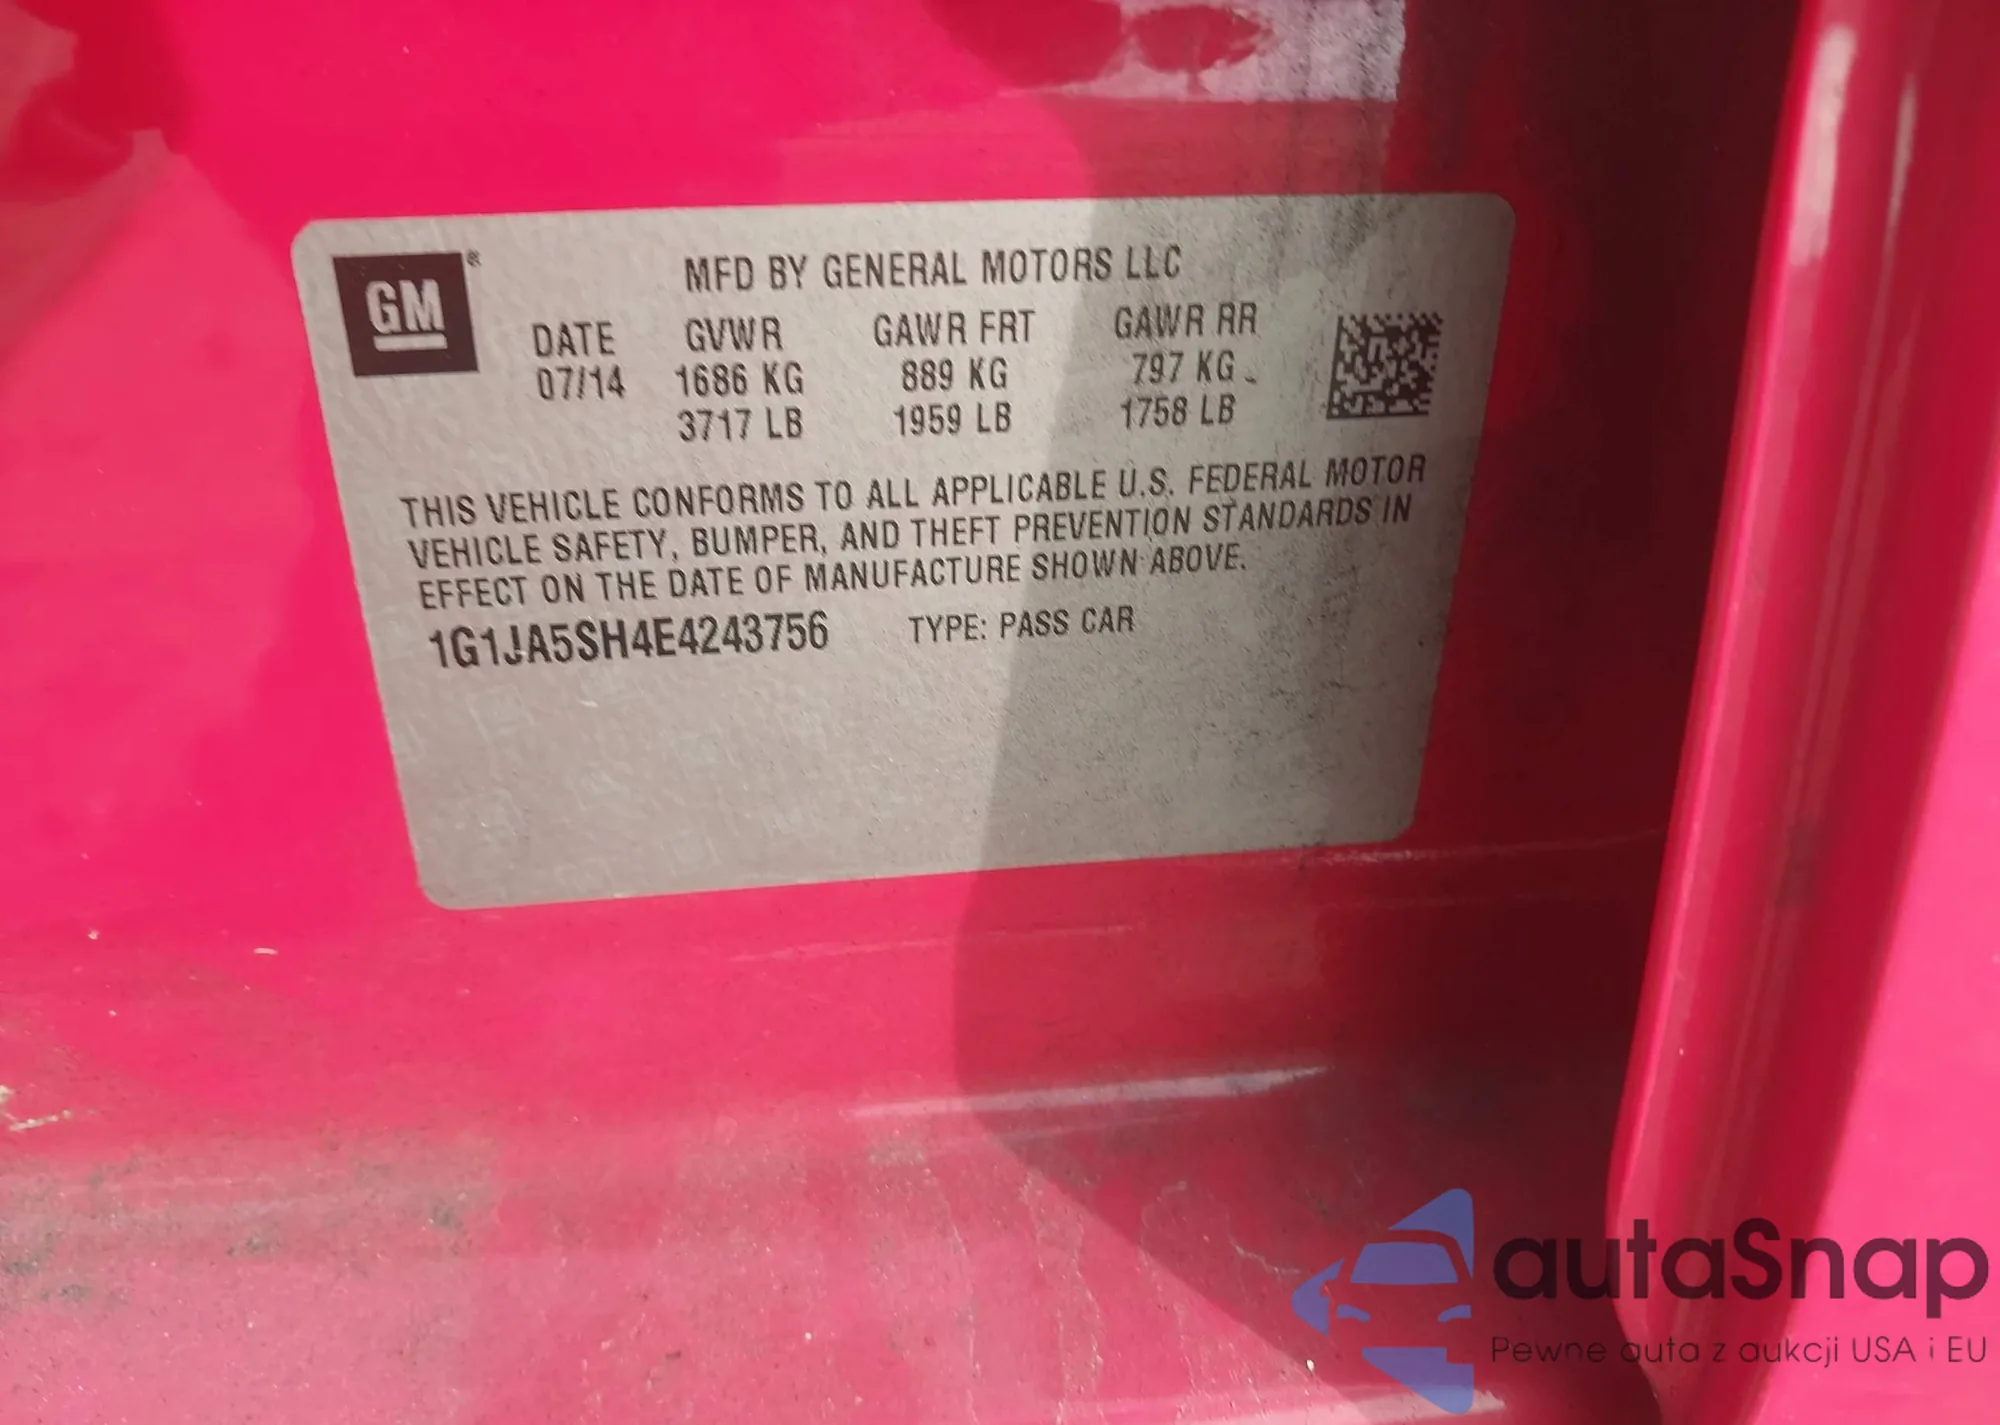 GM ®
MFD BY GENERAL MOTORS LLC
DATE GVWR GAWR FRT GAWR RR
07/14 1686 KG 889 KG 797 KG
3717 LB 1959 LB 1758 LB
THIS VEHICLE CONFORMS TO ALL APPLICABLE U.S. FEDERAL MOTOR
VEHICLE SAFETY, BUMPER, AND THEFT PREVENTION STANDARDS IN
EFFECT ON THE DATE OF MANUFACTURE SHOWN ABOVE.
1G1JA5SH4E4243756 TYPE: PASS CAR
autaSnap
Pewne auta z aukcji USA i EU